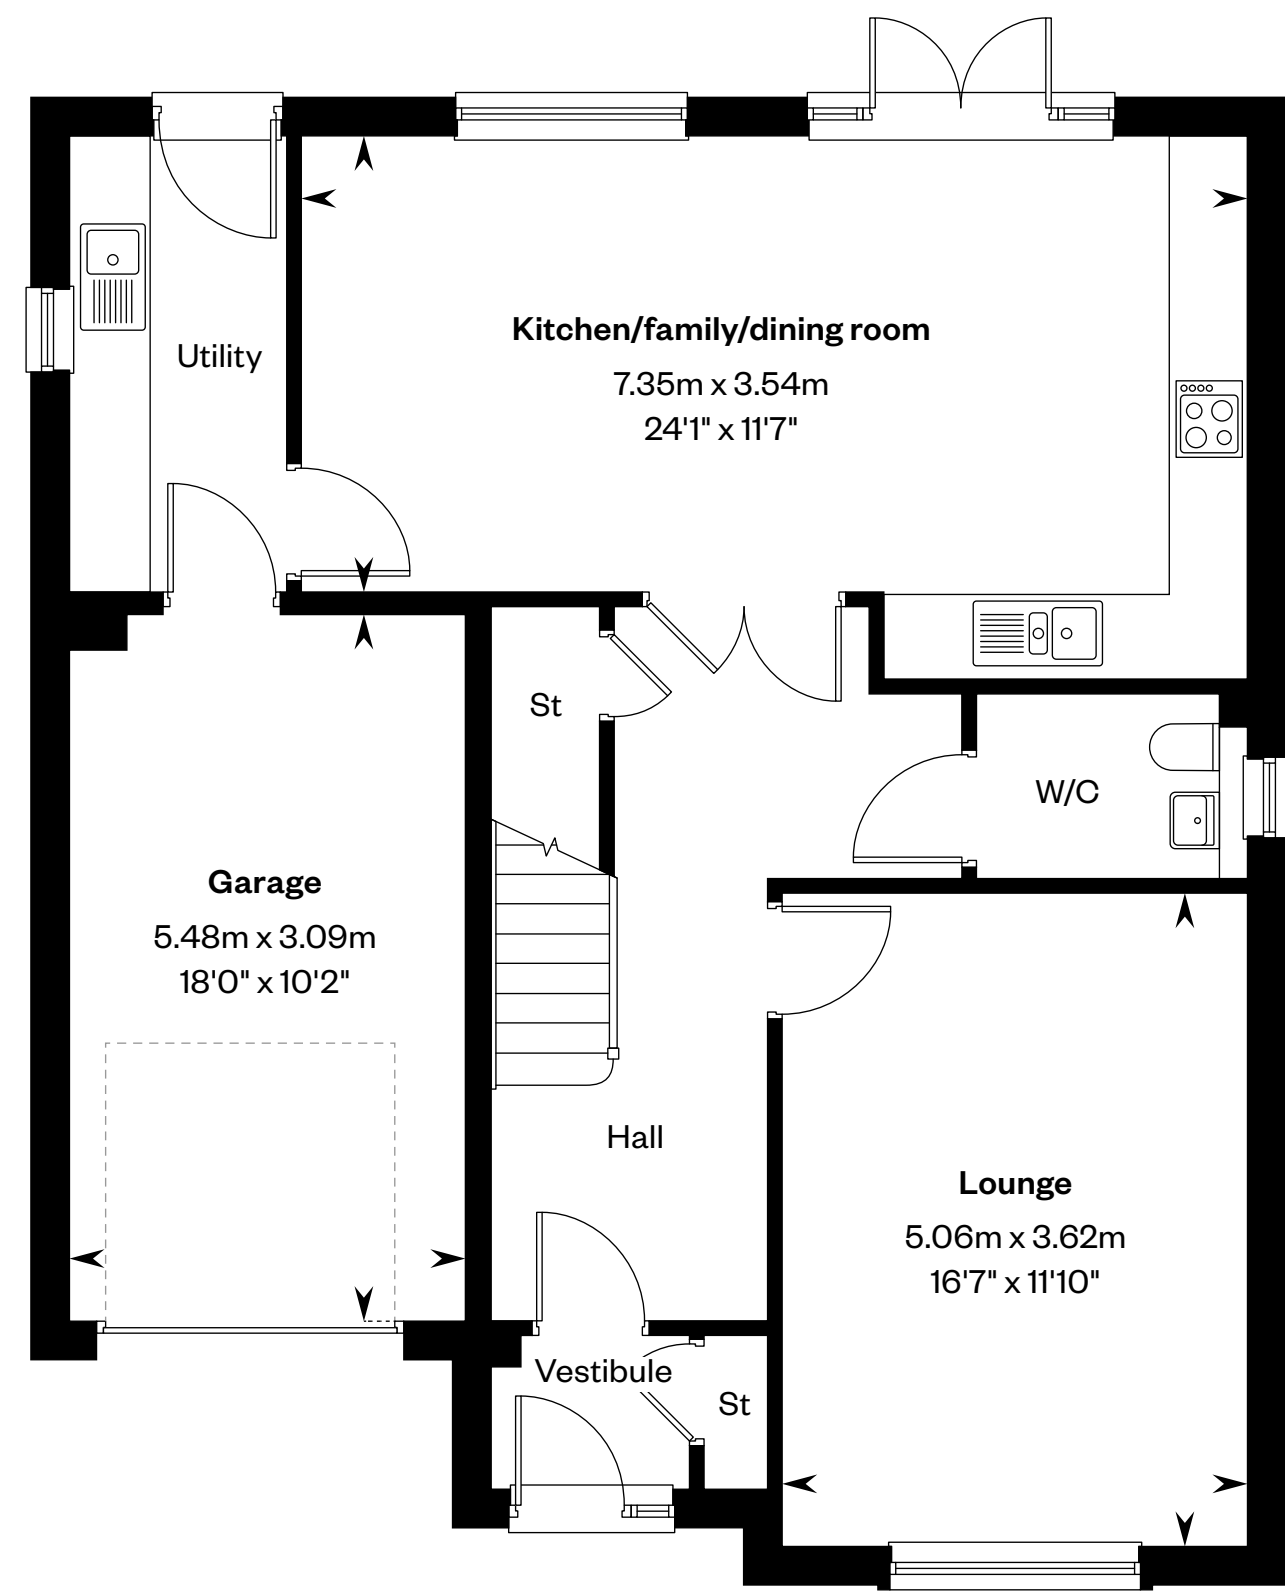 Kitchen/family/dining room
7.35m x 3.54m
24'1" x 11'7"
Utility
St
W/C
Garage
5.48m x 3.09m
18'0" x 10'2"
Hall
Lounge
5.06m x 3.62m
16'7" x 11'10"
Vestibule
St